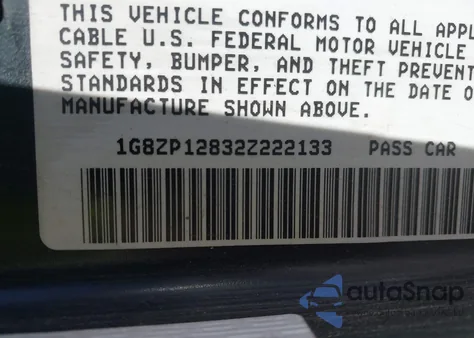 THIS VEHICLE CONFORMS TO ALL APPL
CABLE U.S. FEDERAL MOTOR VEHICLE
SAFETY, BUMPER, AND THEFT PREVENT
STANDARDS IN EFFECT ON THE DATE O
MANUFACTURE SHOWN ABOVE.
1G8ZP12832Z222133 PASS CAR
autoSnap